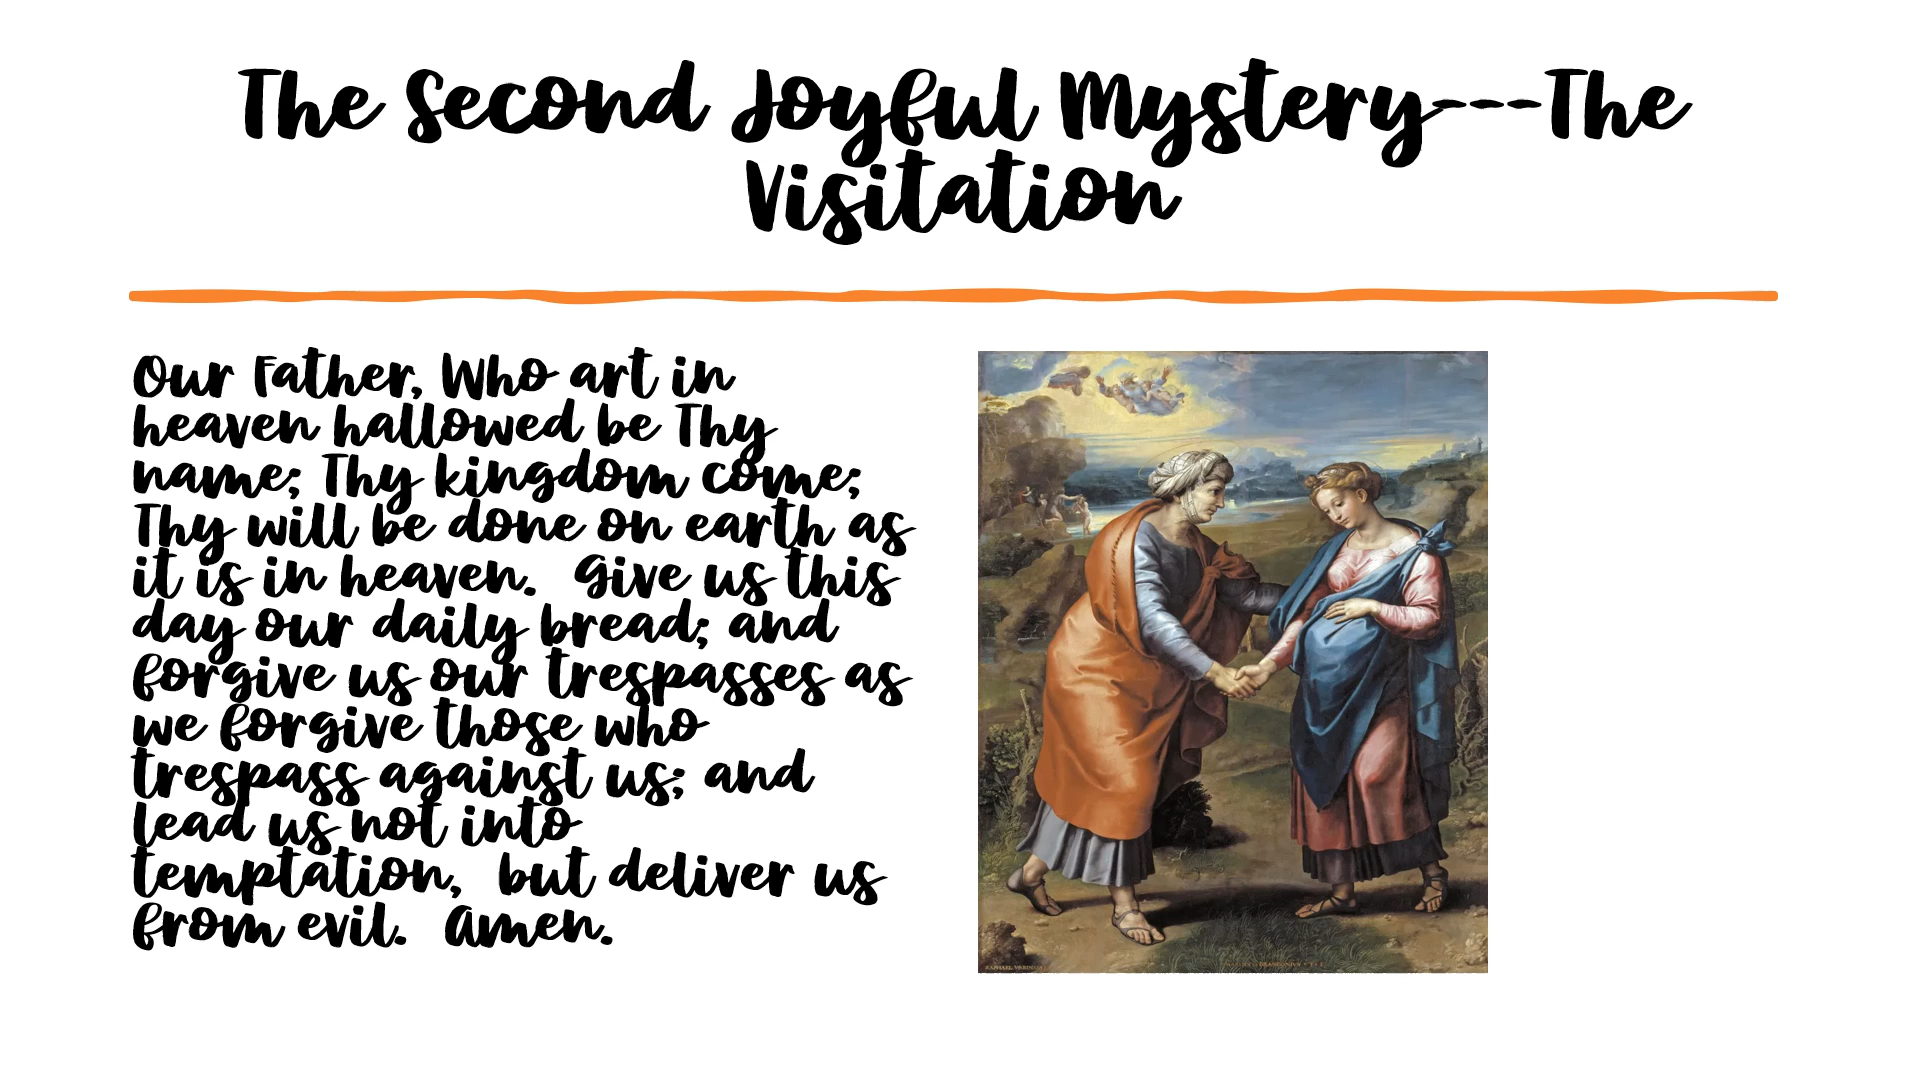 The Second Joyful Mystery---The
Visitation
Our Father, Who art in
heaven hallowed be Thy
name; Thy kingdom come;
Thy will be done on earth as
it is in heaven.  Give us this
day our daily bread; and
forgive us our trespasses as
we forgive those who
trespass against us; and
lead us not into
temptation,  but deliver us
from evil.  Amen.